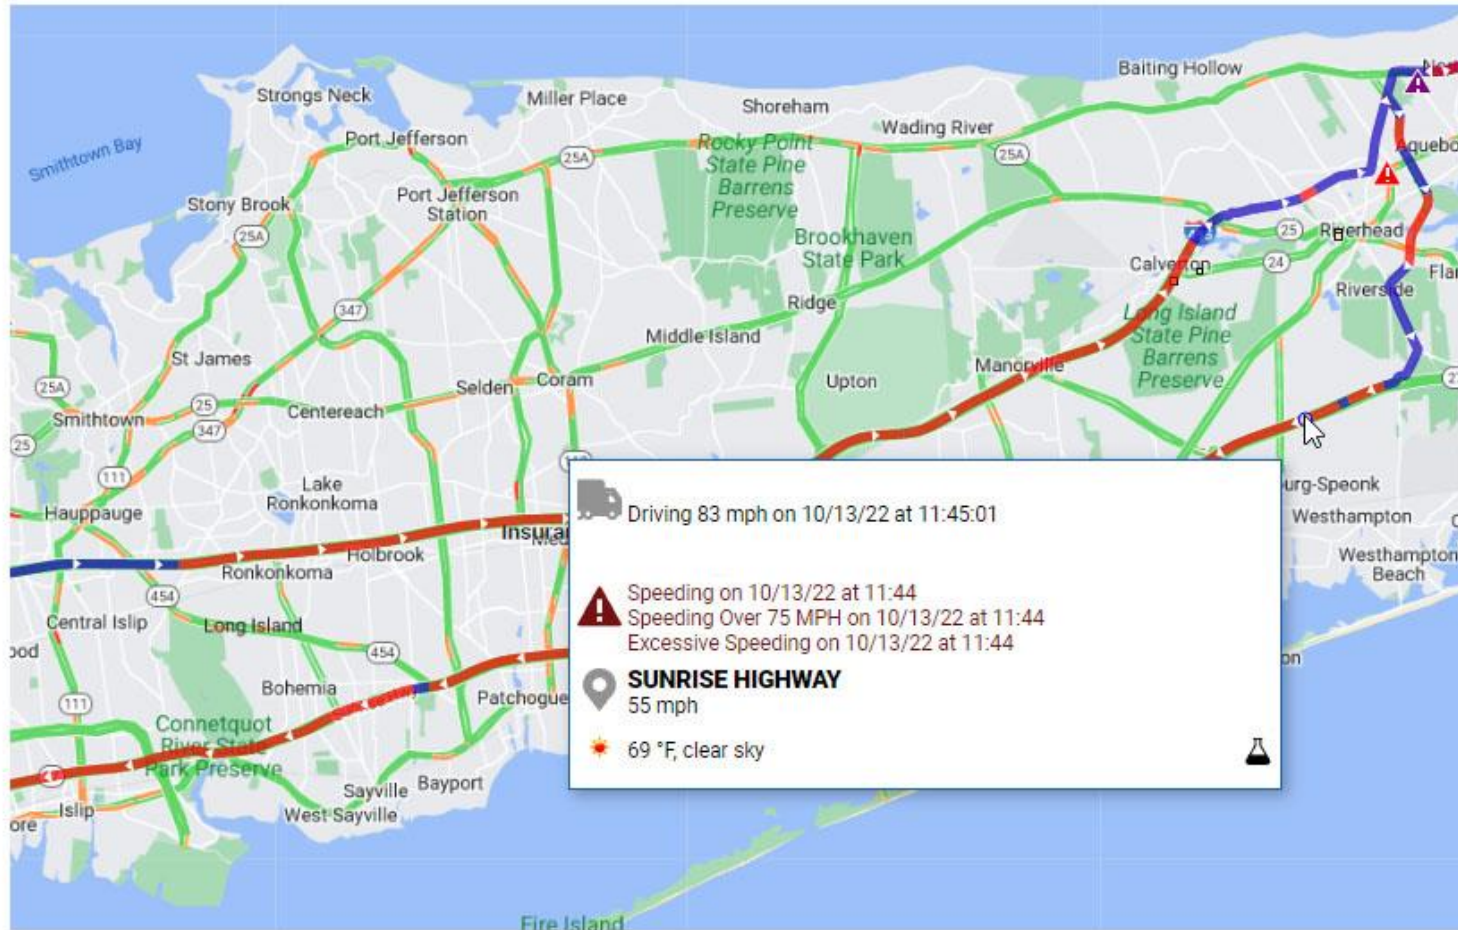 Baiting Hollow
Strongs Neck
Miller Place
Shoreham
Smithtown Bay
Port Jefferson
Rocky Point
State Pine
Barrens
Preserve
Wading River
25A
25A
Aquebo
Port Jefferson
Station
Stony Brook
25A
Brookhaven
State Park
25
Riverhead
Calverton
24
Flan
Riverside
Ridge
347
Long Island
State Pine
Barrens
Preserve
Middle Island
St James
Manorville
Upton
25A
Selden
Coram
25
Centereach
Smithtown
347
25
111
Lake
Ronkonkoma
Hauppauge
urg-Speonk
Westhampton
Westhampton
Beach
Holbrook
Ronkonkoma
454
Central Islip
Long Island
454
Bohemia
Patchogue
111
Connetquot
River State
Park Preserve
Sayville
Bayport
West Sayville
Islip
ore
Fire Island
Driving 83 mph on 10/13/22 at 11:45:01
Speeding on 10/13/22 at 11:44
Speeding Over 75 MPH on 10/13/22 at 11:44
Excessive Speeding on 10/13/22 at 11:44
SUNRISE HIGHWAY
55 mph
69 °F, clear sky